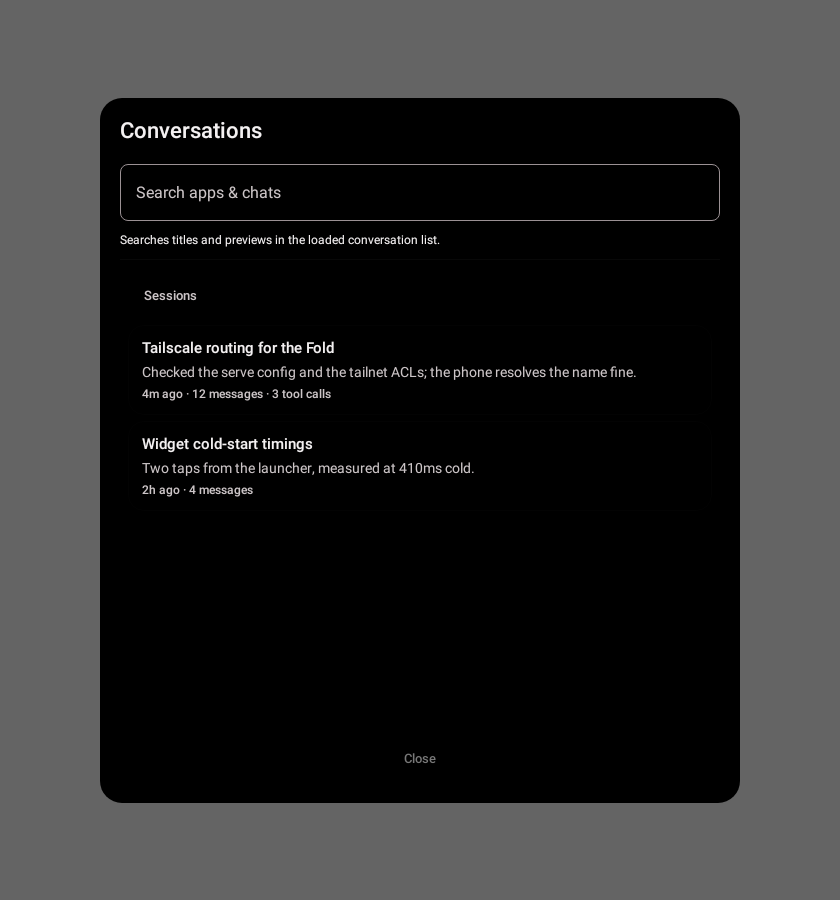 Conversations
Search apps & chats
Searches titles and previews in the loaded conversation list.
Sessions
Tailscale routing for the Fold
Checked the serve config and the tailnet ACLs; the phone resolves the name fine.
4m ago · 12 messages · 3 tool calls
Widget cold-start timings
Two taps from the launcher, measured at 410ms cold.
2h ago · 4 messages
Close